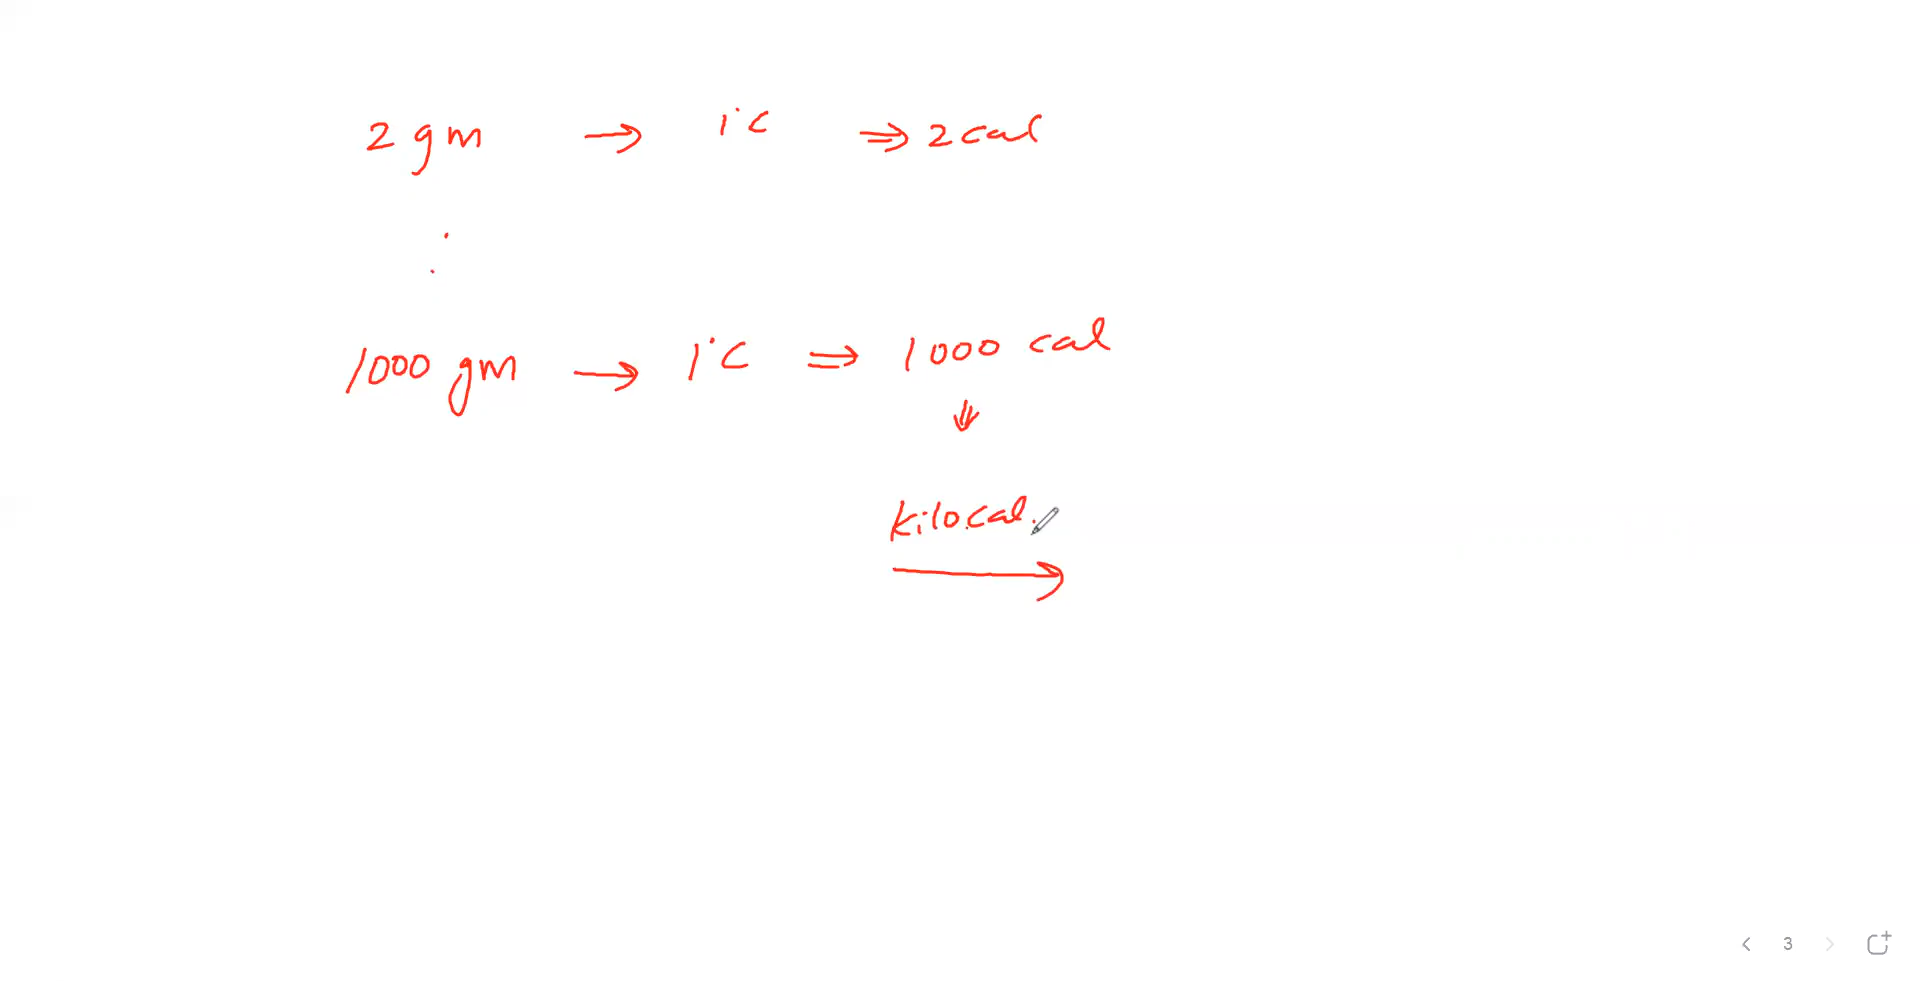 2 gm → 1°C ⇒ 2 cal
:
1000 gm → 1°C ⇒ 1000 cal
⇓
kilocal.
→
3